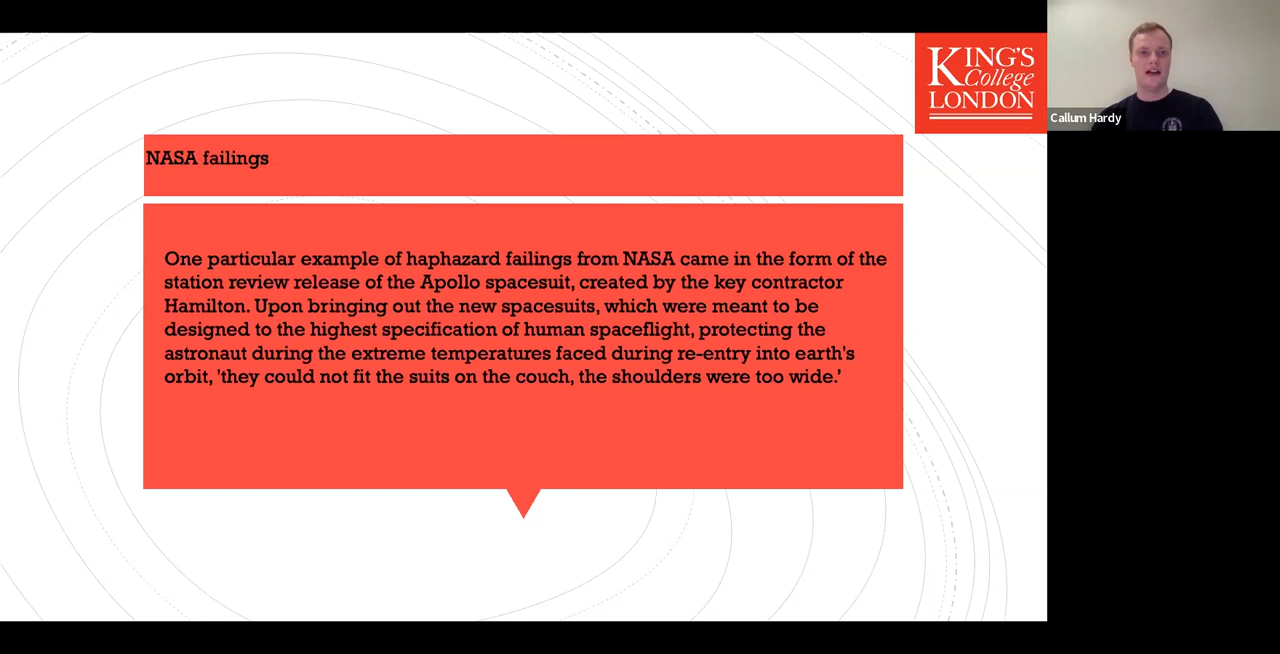 KING'S
College
LONDON
Callum Hardy
NASA failings
One particular example of haphazard failings from NASA came in the form of the
station review release of the Apollo spacesuit, created by the key contractor
Hamilton. Upon bringing out the new spacesuits, which were meant to be
designed to the highest specification of human spaceflight, protecting the
astronaut during the extreme temperatures faced during re-entry into earth's
orbit, 'they could not fit the suits on the couch, the shoulders were too wide.'